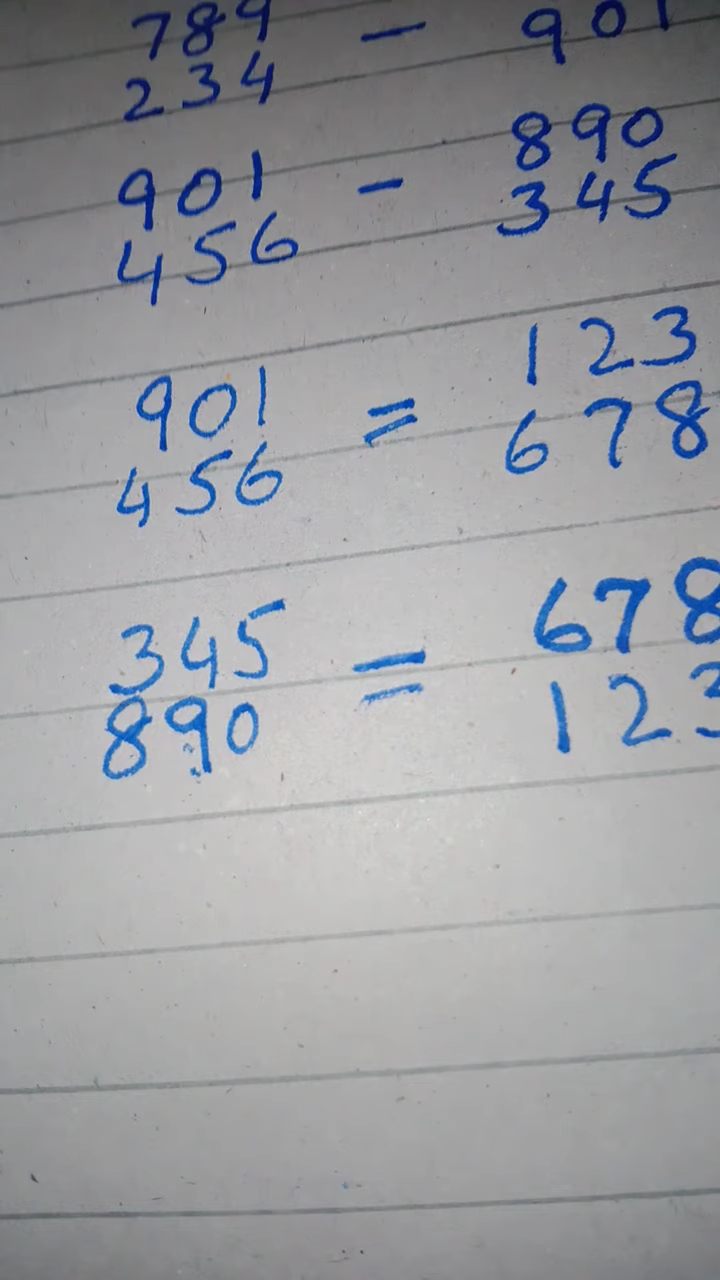 789 - 901
234
901 - 890
456 345
901 = 123
456 678
345 = 678
890 123